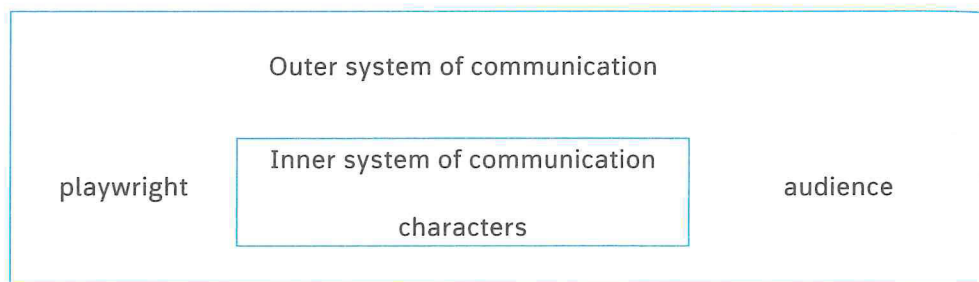 Outer system of communication
Inner system of communication
playwright
audience
characters